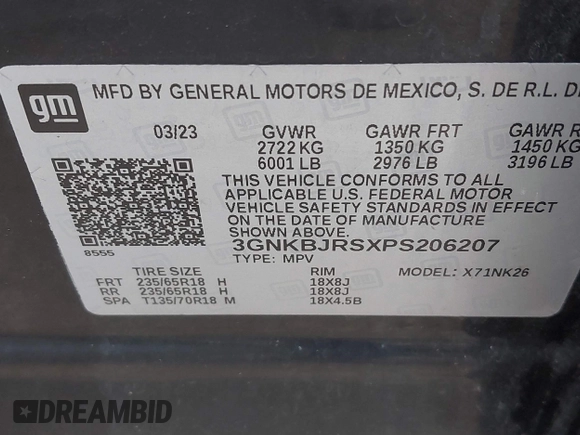 gm
MFD BY GENERAL MOTORS DE MEXICO, S. DE R.L. DE
03/23 GVWR GAWR FRT GAWR R
2722 KG 1350 KG 1450 KG
6001 LB 2976 LB 3196 LB
THIS VEHICLE CONFORMS TO ALL
APPLICABLE U.S. FEDERAL MOTOR
VEHICLE SAFETY STANDARDS IN EFFECT
ON THE DATE OF MANUFACTURE
3GNKBJRSXPS206207
8555 TYPE: MPV MODEL: X71NK26
TIRE SIZE RIM
FRT 235/65R18 H 18X8J
RR 235/65R18 H 18X8J
SPA T135/70R18 M 18X4.5B
DREAMBID